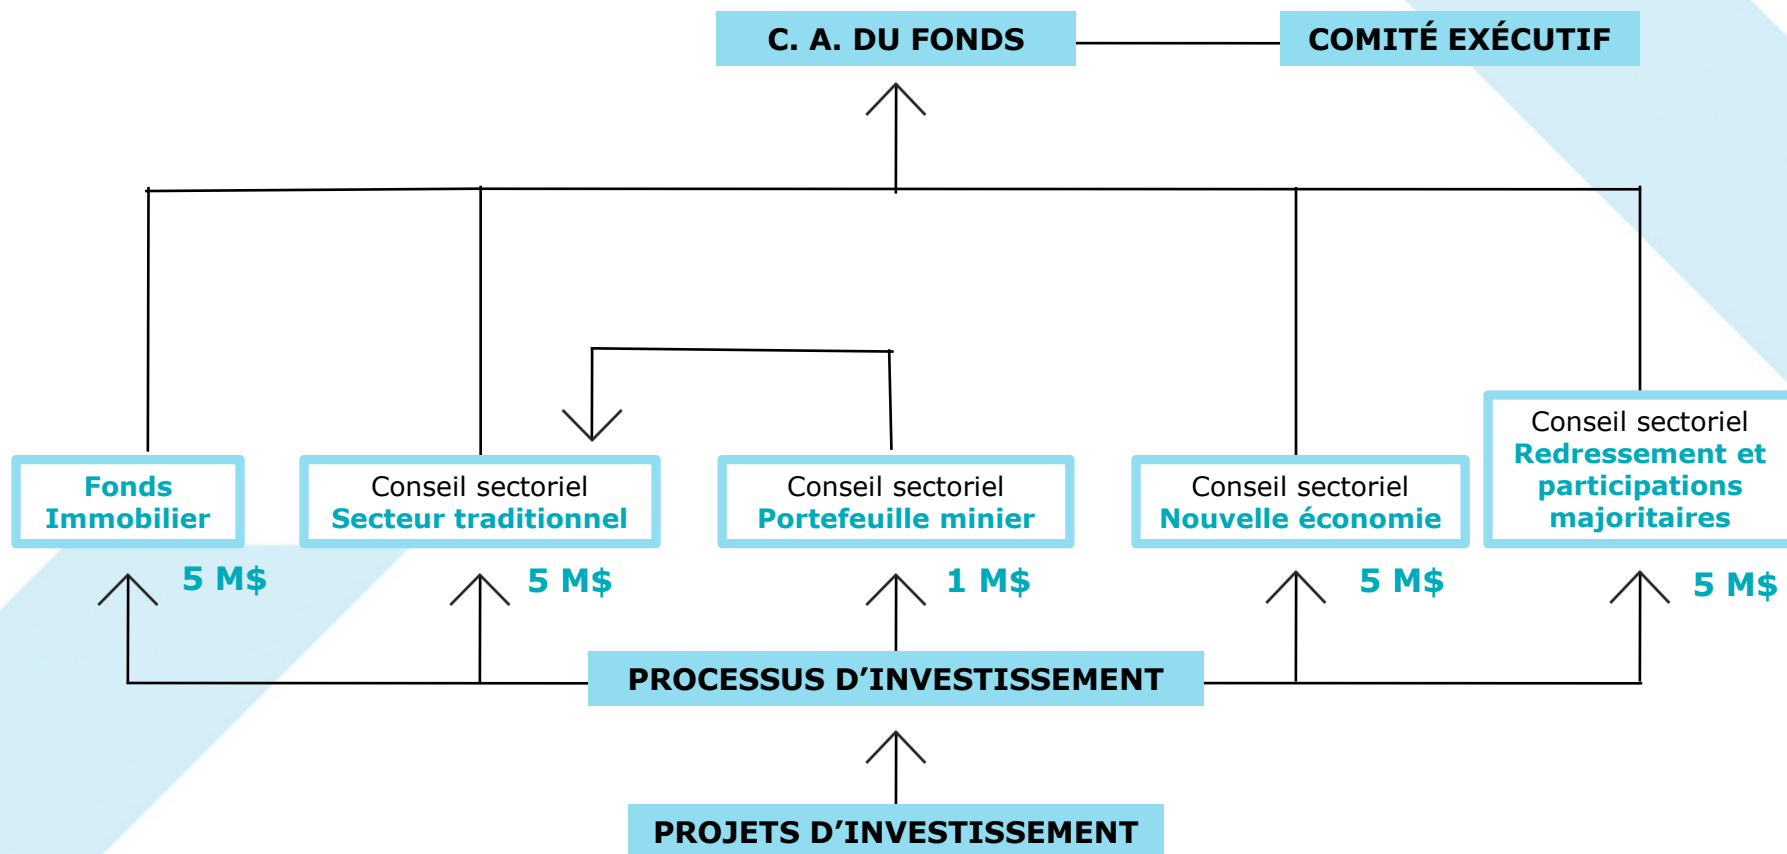 C. A. DU FONDS
COMITÉ EXÉCUTIF
Fonds
Immobilier
Conseil sectoriel
Secteur traditionnel
Conseil sectoriel
Portefeuille minier
Conseil sectoriel
Nouvelle économie
Conseil sectoriel
Redressement et
participations
majoritaires
5 M$
5 M$
1 M$
5 M$
5 M$
PROCESSUS D’INVESTISSEMENT
PROJETS D’INVESTISSEMENT